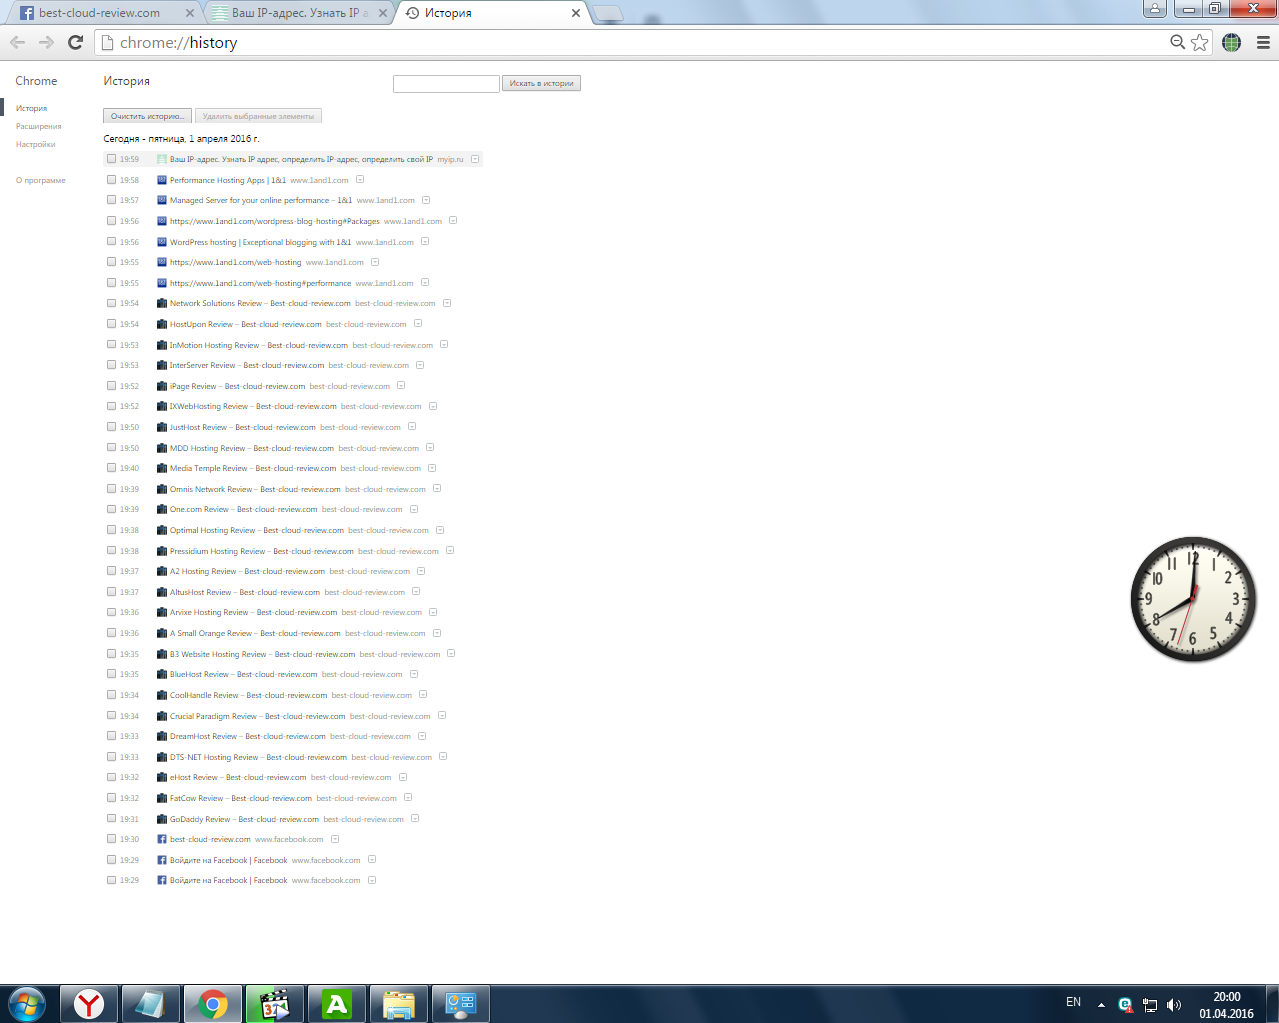 best-cloud-review.com
Ваш IP-адрес. Узнать IP а
История
chrome://history
Chrome
История
Искать в истории
История
Расширения
Настройки
О программе
Очистить историю...
Удалить выбранные элементы
Сегодня - пятница, 1 апреля 2016 г.
19:59 Ваш IP-адрес. Узнать IP адрес, определить IP-адрес, определить свой IP myip.ru
19:58 Performance Hosting Apps | 1&1 www.1and1.com
19:57 Managed Server for your online performance – 1&1 www.1and1.com
19:56 https://www.1and1.com/wordpress-blog-hosting#Packages www.1and1.com
19:56 WordPress hosting | Exceptional blogging with 1&1 www.1and1.com
19:55 https://www.1and1.com/web-hosting www.1and1.com
19:55 https://www.1and1.com/web-hosting#performance www.1and1.com
19:54 Network Solutions Review – Best-cloud-review.com best-cloud-review.com
19:54 HostUpon Review – Best-cloud-review.com best-cloud-review.com
19:53 InMotion Hosting Review – Best-cloud-review.com best-cloud-review.com
19:53 InterServer Review – Best-cloud-review.com best-cloud-review.com
19:52 iPage Review – Best-cloud-review.com best-cloud-review.com
19:52 IXWebHosting Review – Best-cloud-review.com best-cloud-review.com
19:50 JustHost Review – Best-cloud-review.com best-cloud-review.com
19:50 MDD Hosting Review – Best-cloud-review.com best-cloud-review.com
19:40 Media Temple Review – Best-cloud-review.com best-cloud-review.com
19:39 Omnis Network Review – Best-cloud-review.com best-cloud-review.com
19:39 One.com Review – Best-cloud-review.com best-cloud-review.com
19:38 Optimal Hosting Review – Best-cloud-review.com best-cloud-review.com
19:38 Pressidium Hosting Review – Best-cloud-review.com best-cloud-review.com
19:37 A2 Hosting Review – Best-cloud-review.com best-cloud-review.com
19:37 AltusHost Review – Best-cloud-review.com best-cloud-review.com
19:36 Arvixe Hosting Review – Best-cloud-review.com best-cloud-review.com
19:36 A Small Orange Review – Best-cloud-review.com best-cloud-review.com
19:35 B3 Website Hosting Review – Best-cloud-review.com best-cloud-review.com
19:35 BlueHost Review – Best-cloud-review.com best-cloud-review.com
19:34 CoolHandle Review – Best-cloud-review.com best-cloud-review.com
19:34 Crucial Paradigm Review – Best-cloud-review.com best-cloud-review.com
19:33 DreamHost Review – Best-cloud-review.com best-cloud-review.com
19:33 DTS-NET Hosting Review – Best-cloud-review.com best-cloud-review.com
19:32 eHost Review – Best-cloud-review.com best-cloud-review.com
19:32 FatCow Review – Best-cloud-review.com best-cloud-review.com
19:31 GoDaddy Review – Best-cloud-review.com best-cloud-review.com
19:30 best-cloud-review.com www.facebook.com
19:29 Войдите на Facebook | Facebook www.facebook.com
19:29 Войдите на Facebook | Facebook www.facebook.com
12 1 2 3 4 5 6 7 8 9 10 11
EN
20:00
01.04.2016